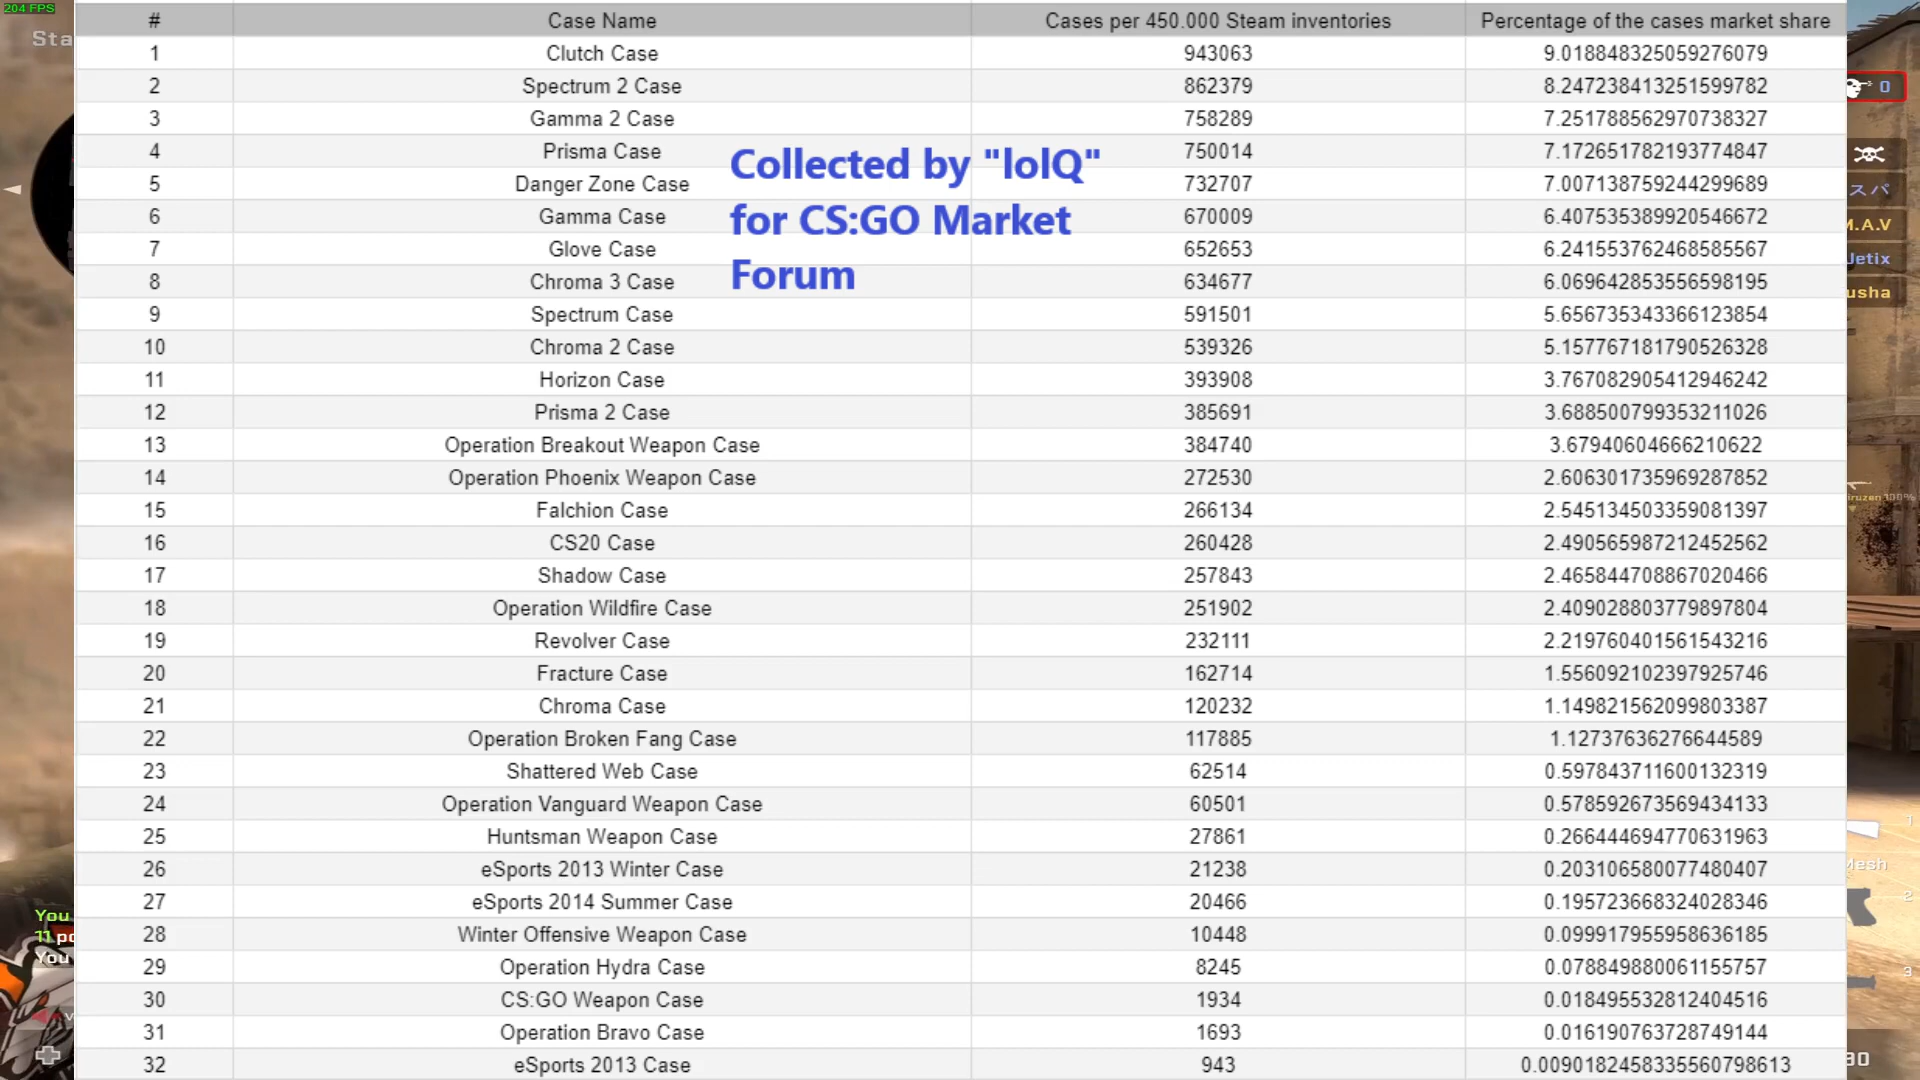 204 FPS
Sta
# Case Name Cases per 450.000 Steam inventories Percentage of the cases market share
1 Clutch Case 943063 9.018848325059276079
2 Spectrum 2 Case 862379 8.247238413251599782
3 Gamma 2 Case 758289 7.251788562970738327
4 Prisma Case 750014 7.172651782193774847
5 Danger Zone Case 732707 7.007138759244299689
6 Gamma Case 670009 6.407535389920546672
7 Glove Case 652653 6.241553762468585567
8 Chroma 3 Case 634677 6.069642853556598195
9 Spectrum Case 591501 5.656735343366123854
10 Chroma 2 Case 539326 5.157767181790526328
11 Horizon Case 393908 3.767082905412946242
12 Prisma 2 Case 385691 3.688500799353211026
13 Operation Breakout Weapon Case 384740 3.67940604666210622
14 Operation Phoenix Weapon Case 272530 2.606301735969287852
15 Falchion Case 266134 2.545134503359081397
16 CS20 Case 260428 2.490565987212452562
17 Shadow Case 257843 2.465844708867020466
18 Operation Wildfire Case 251902 2.409028803779897804
19 Revolver Case 232111 2.219760401561543216
20 Fracture Case 162714 1.556092102397925746
21 Chroma Case 120232 1.149821562099803387
22 Operation Broken Fang Case 117885 1.12737636276644589
23 Shattered Web Case 62514 0.597843711600132319
24 Operation Vanguard Weapon Case 60501 0.578592673569434133
25 Huntsman Weapon Case 27861 0.266444694770631963
26 eSports 2013 Winter Case 21238 0.203106580077480407
27 eSports 2014 Summer Case 20466 0.195723668324028346
28 Winter Offensive Weapon Case 10448 0.099917955958636185
29 Operation Hydra Case 8245 0.078849880061155757
30 CS:GO Weapon Case 1934 0.018495532812404516
31 Operation Bravo Case 1693 0.016190763728749144
32 eSports 2013 Case 943 0.0090182458335560798613
Collected by "lolQ"
for CS:GO Market
Forum
0
スパ
M.A.V
Jetix
usha
1
Mesh
2
3
You
11 po
You